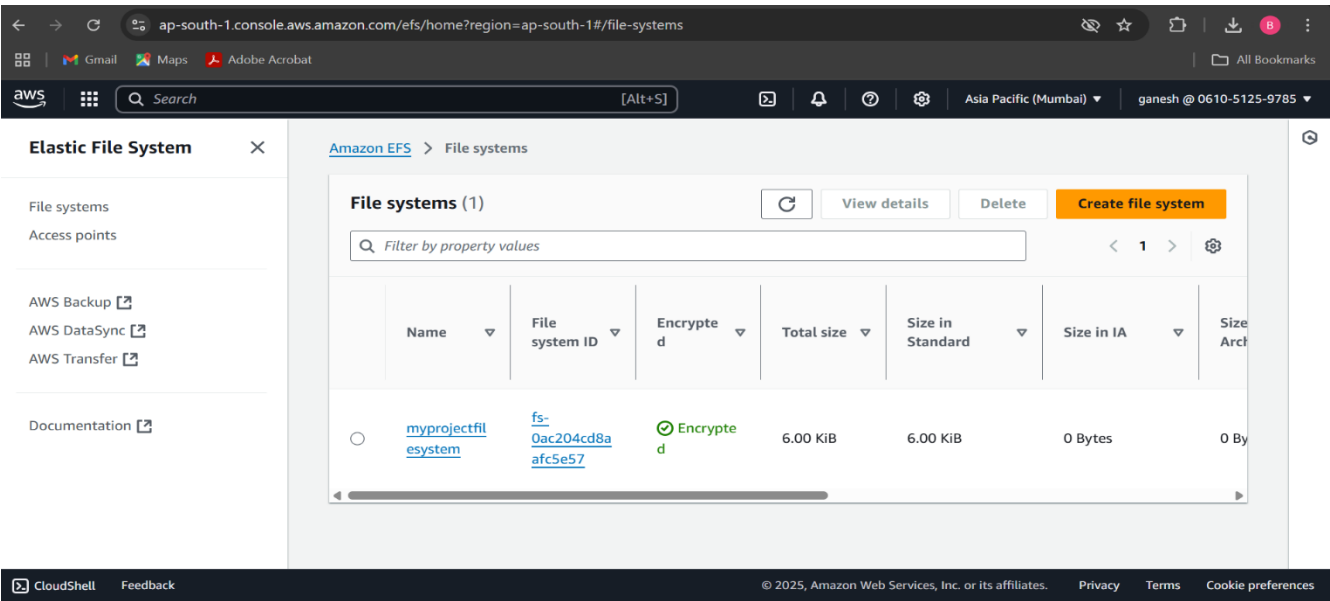 ap-south-1.console.aws.amazon.com/efs/home?region=ap-south-1#/file-systems
B
Gmail Maps Adobe Acrobat
All Bookmarks
aws Search [Alt+S] Asia Pacific (Mumbai) ganesh @ 0610-5125-9785
Elastic File System
Amazon EFS > File systems
File systems (1)
View details Delete Create file system
Filter by property values
1
File systems
Access points
AWS Backup
AWS DataSync
AWS Transfer
Documentation
Name
File
system ID
Encrypte
d
Total size
Size in
Standard
Size in IA
Size
Arch
myprojectfil
esystem
fs-
0ac204cd8a
afc5e57
Encrypte
d
6.00 KiB
6.00 KiB
0 Bytes
0 By
CloudShell Feedback © 2025, Amazon Web Services, Inc. or its affiliates. Privacy Terms Cookie preferences